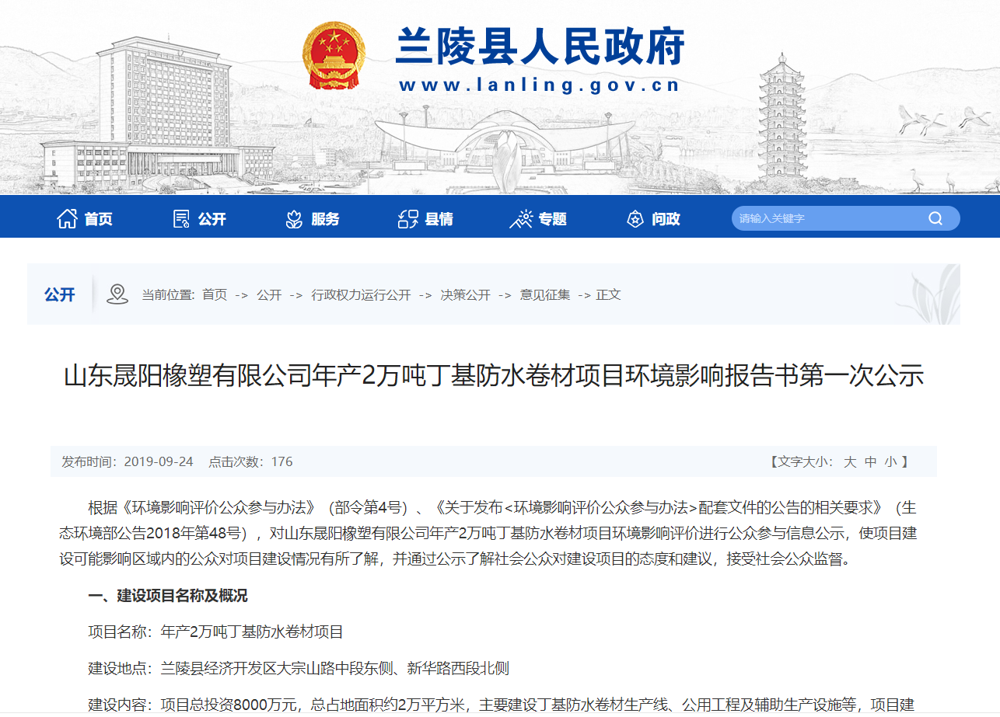 兰陵县人民政府
www.lanling.gov.cn
首页 公开 服务 县情 专题 问政 请输入关键字
公开 当前位置: 首页 -> 公开 -> 行政权力运行公开 -> 决策公开 -> 意见征集 -> 正文
山东晟阳橡塑有限公司年产2万吨丁基防水卷材项目环境影响报告书第一次公示
发布时间：2019-09-24 点击次数：176 【文字大小： 大 中 小 】
根据《环境影响评价公众参与办法》（部令第4号）、《关于发布<环境影响评价公众参与办法>配套文件的公告的相关要求》（生
态环境部公告2018年第48号），对山东晟阳橡塑有限公司年产2万吨丁基防水卷材项目环境影响评价进行公众参与信息公示，使项目建
设可能影响区域内的公众对项目建设情况有所了解，并通过公示了解社会公众对建设项目的态度和建议，接受社会公众监督。
一、建设项目名称及概况
项目名称：年产2万吨丁基防水卷材项目
建设地点：兰陵县经济开发区大宗山路中段东侧、新华路西段北侧
建设内容：项目总投资8000万元，总占地面积约2万平方米，主要建设丁基防水卷材生产线、公用工程及辅助生产设施等，项目建